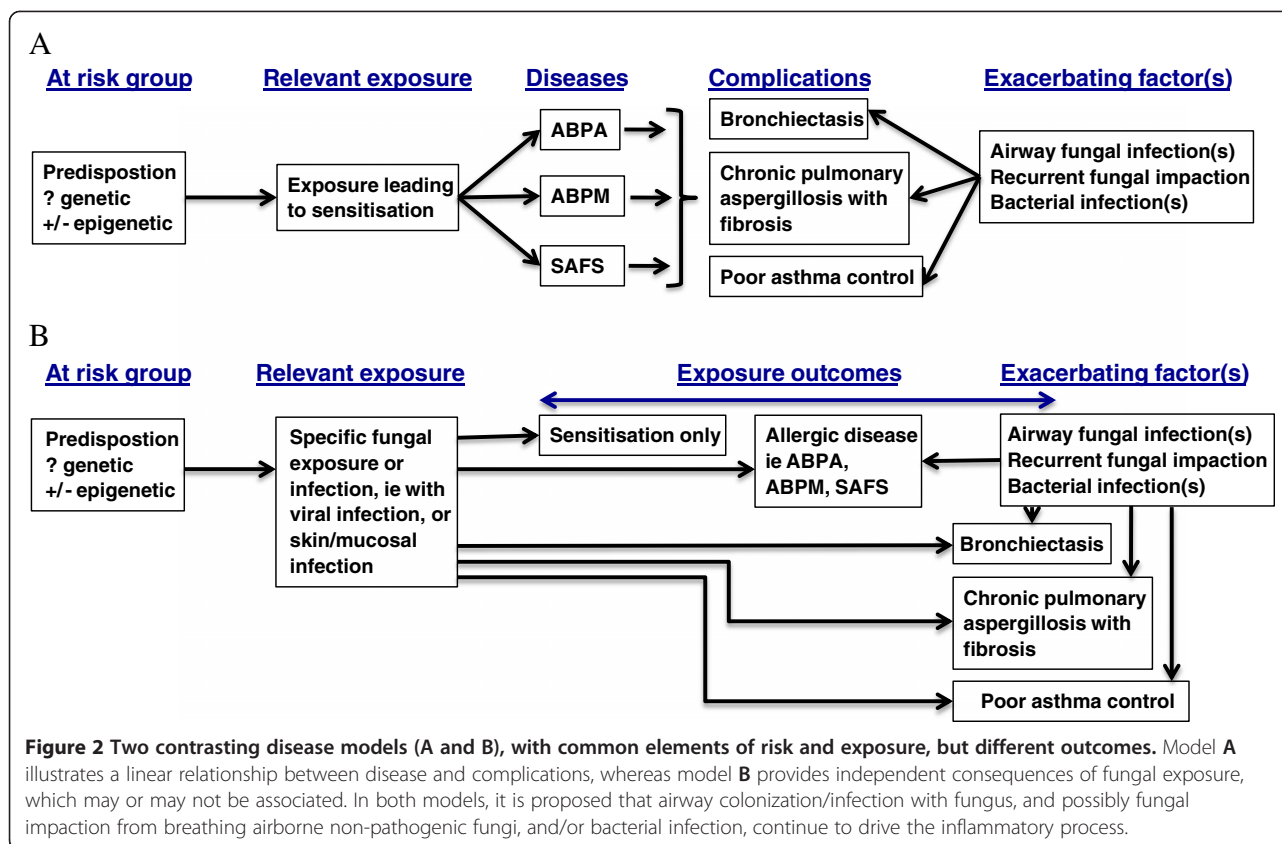 A
At risk group
Relevant exposure
Diseases
Complications
Exacerbating factor(s)
Predispostion
? genetic
+/- epigenetic
Exposure leading
to sensitisation
ABPA
ABPM
SAFS
Bronchiectasis
Chronic pulmonary
aspergillosis with
fibrosis
Poor asthma control
Airway fungal infection(s)
Recurrent fungal impaction
Bacterial infection(s)
B
At risk group
Relevant exposure
Exposure outcomes
Exacerbating factor(s)
Predispostion
? genetic
+/- epigenetic
Specific fungal
exposure or
infection, ie with
viral infection, or
skin/mucosal
infection
Sensitisation only
Allergic disease
ie ABPA,
ABPM, SAFS
Airway fungal infection(s)
Recurrent fungal impaction
Bacterial infection(s)
Bronchiectasis
Chronic pulmonary
aspergillosis with
fibrosis
Poor asthma control
Figure 2 Two contrasting disease models (A and B), with common elements of risk and exposure, but different outcomes. Model A
illustrates a linear relationship between disease and complications, whereas model B provides independent consequences of fungal exposure,
which may or may not be associated. In both models, it is proposed that airway colonization/infection with fungus, and possibly fungal
impaction from breathing airborne non-pathogenic fungi, and/or bacterial infection, continue to drive the inflammatory process.